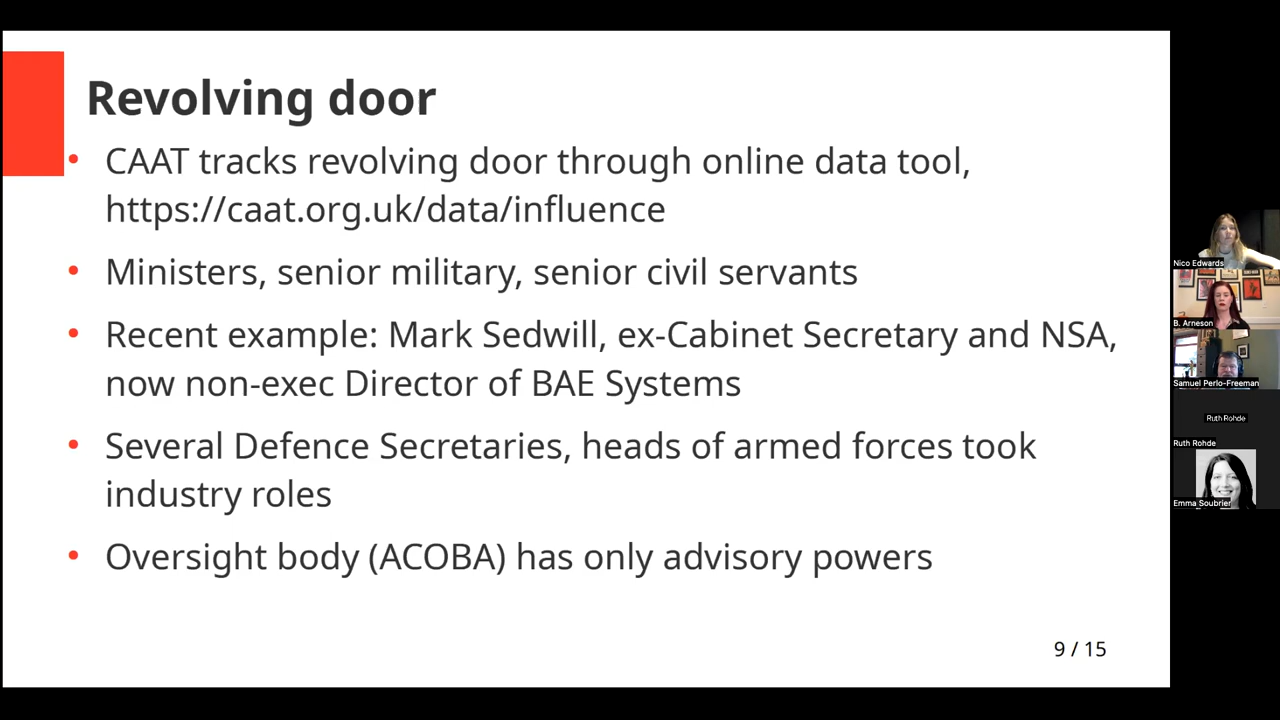 Revolving door
• CAAT tracks revolving door through online data tool,
https://caat.org.uk/data/influence
• Ministers, senior military, senior civil servants
• Recent example: Mark Sedwill, ex-Cabinet Secretary and NSA,
now non-exec Director of BAE Systems
• Several Defence Secretaries, heads of armed forces took
industry roles
• Oversight body (ACOBA) has only advisory powers
9 / 15
Nico Edwards
B. Arneson
Samuel Perlo-Freeman
Ruth Rohde
Ruth Rohde
Emma Soubrier